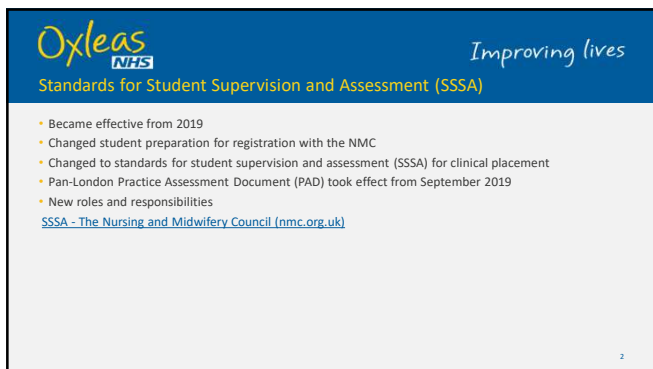 Oxleas
NHS
Improving lives
Standards for Student Supervision and Assessment (SSSA)
• Became effective from 2019
• Changed student preparation for registration with the NMC
• Changed to standards for student supervision and assessment (SSSA) for clinical placement
• Pan-London Practice Assessment Document (PAD) took effect from September 2019
• New roles and responsibilities
SSSA - The Nursing and Midwifery Council (nmc.org.uk)
2